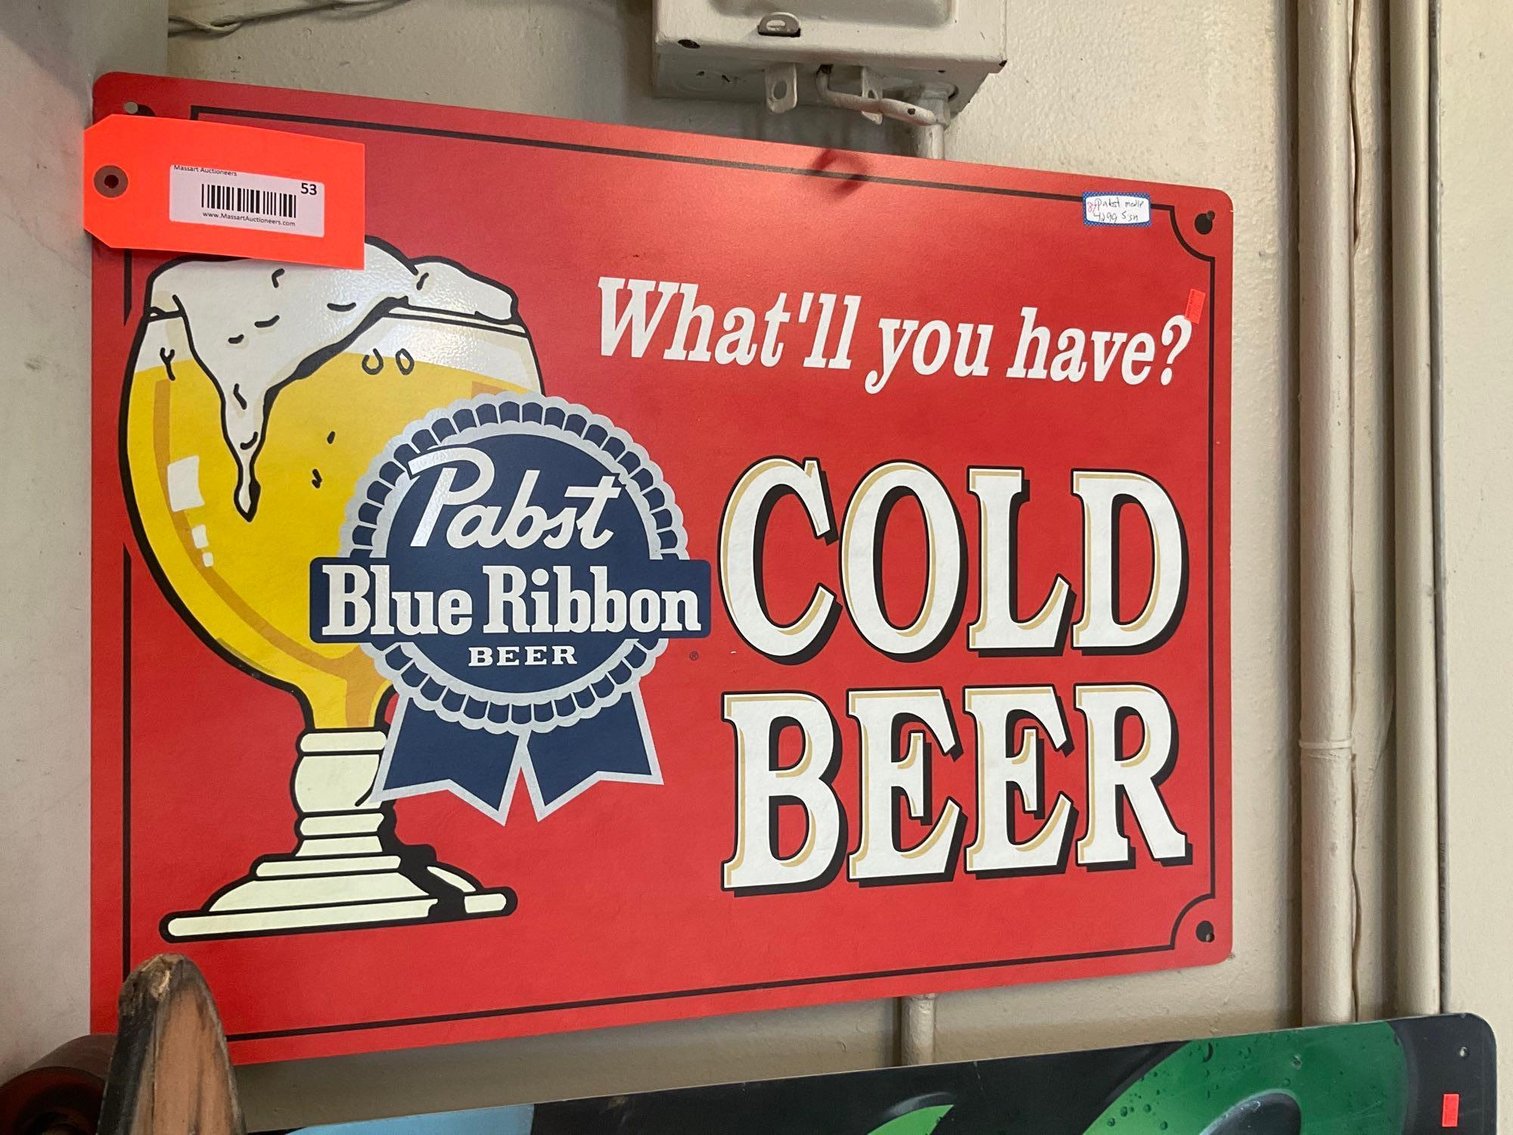 Massart Auctioneers
53
www.MassartAuctioneers.com
What'll you have?
Pabst
Blue Ribbon
BEER
®
COLD
BEER